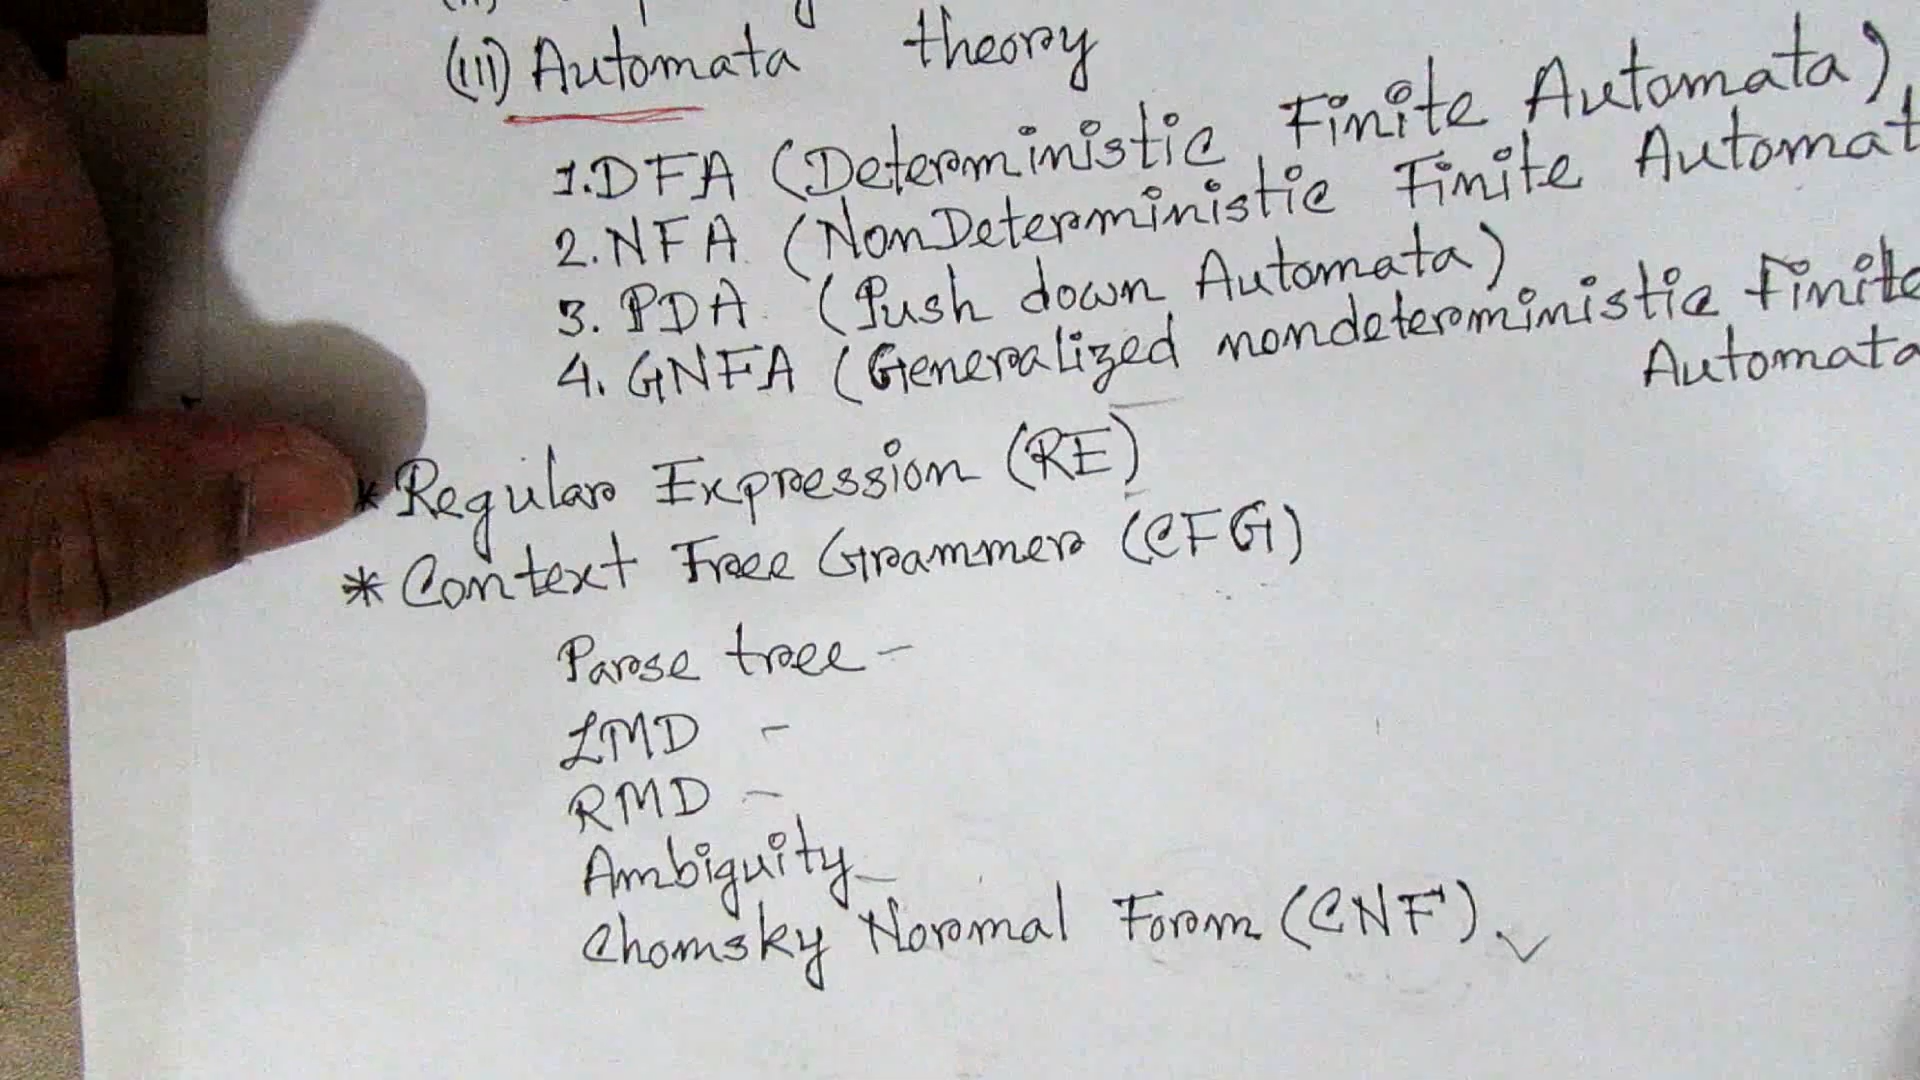 (iii) Automata theory
1. DFA (Deterministic Finite Automata)
2. NFA (NonDeterministic Finite Automat
3. PDA (Push down Automata)
4. GNFA (Generalized nondeterministic finite
Automata
* Regular Expression (RE)
* Context Free Grammer (CFG)
Parse tree -
LMD -
RMD -
Ambiguity -
Chomsky Normal Form (CNF).